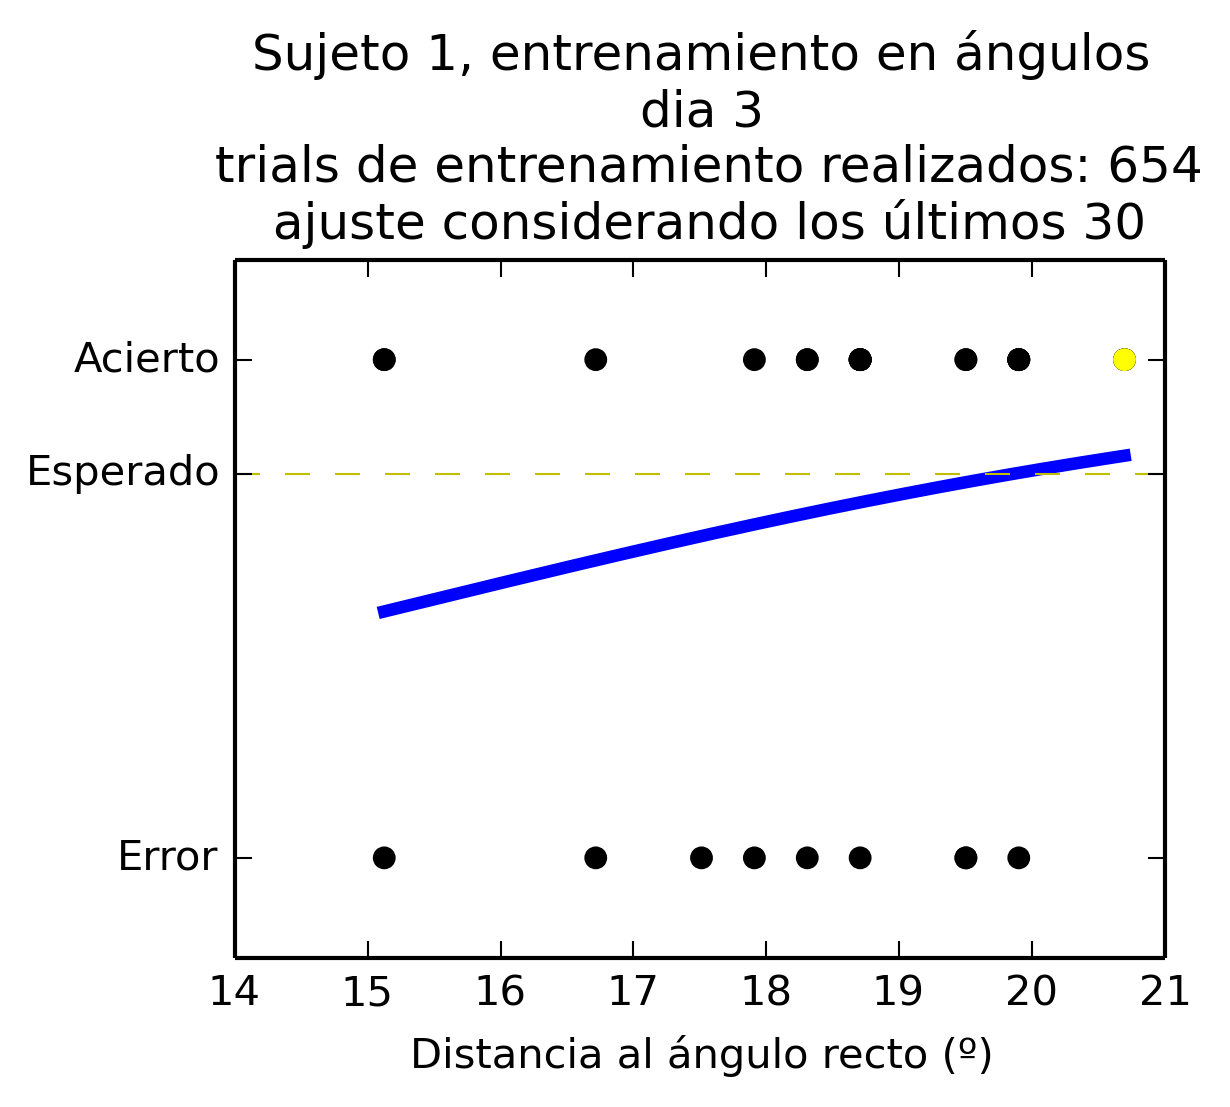 Sujeto 1, entrenamiento en ángulos
dia 3
trials de entrenamiento realizados: 654
ajuste considerando los últimos 30
Acierto
Esperado
Error
14 15 16 17 18 19 20 21
Distancia al ángulo recto (º)